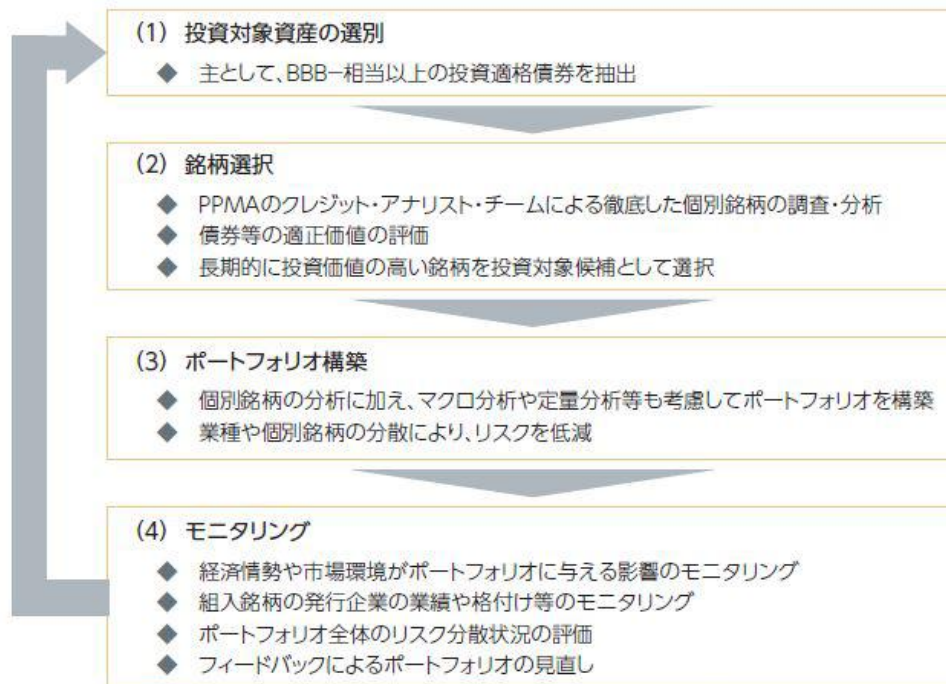 (1) 投資対象資産の選別
◆ 主として、BBB−相当以上の投資適格債券を抽出
(2) 銘柄選択
◆ PPMAのクレジット・アナリスト・チームによる徹底した個別銘柄の調査・分析
◆ 債券等の適正価値の評価
◆ 長期的に投資価値の高い銘柄を投資対象候補として選択
(3) ポートフォリオ構築
◆ 個別銘柄の分析に加え、マクロ分析や定量分析等も考慮してポートフォリオを構築
◆ 業種や個別銘柄の分散により、リスクを低減
(4) モニタリング
◆ 経済情勢や市場環境がポートフォリオに与える影響のモニタリング
◆ 組入銘柄の発行企業の業績や格付け等のモニタリング
◆ ポートフォリオ全体のリスク分散状況の評価
◆ フィードバックによるポートフォリオの見直し